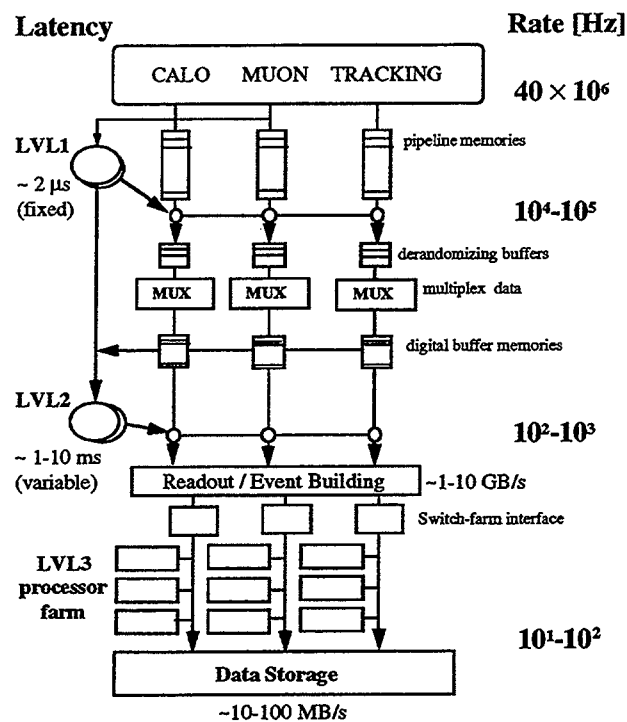 Latency
Rate [Hz]
CALO MUON TRACKING
40 × 10⁶
LVL1
pipeline memories
~ 2 μs
(fixed)
10⁴-10⁵
derandomizing buffers
MUX MUX MUX
multiplex data
digital buffer memories
LVL2
10²-10³
~ 1-10 ms
(variable)
Readout / Event Building
~1-10 GB/s
Switch-farm interface
LVL3
processor
farm
10¹-10²
Data Storage
~10-100 MB/s